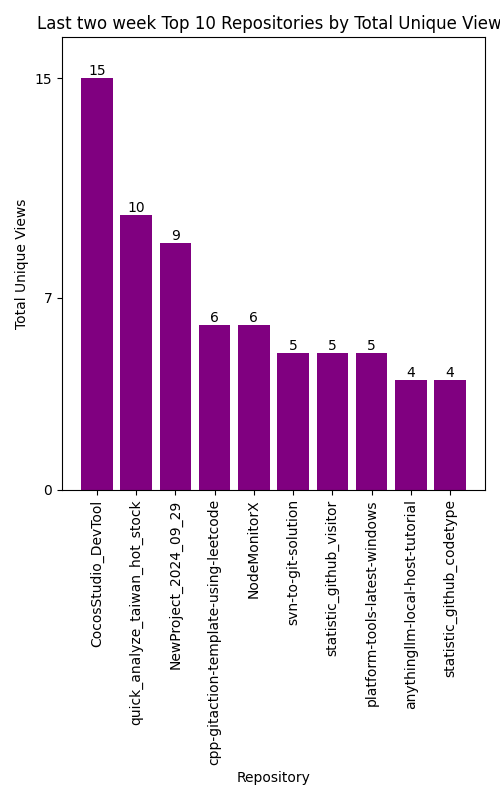 Last two week Top 10 Repositories by Total Unique View
15
10
9
6
6
5
5
5
4
4
15
7
0
Total Unique Views
CocosStudio_DevTool
quick_analyze_taiwan_hot_stock
NewProject_2024_09_29
cpp-gitaction-template-using-leetcode
NodeMonitorX
svn-to-git-solution
statistic_github_visitor
platform-tools-latest-windows
anythingllm-local-host-tutorial
statistic_github_codetype
Repository